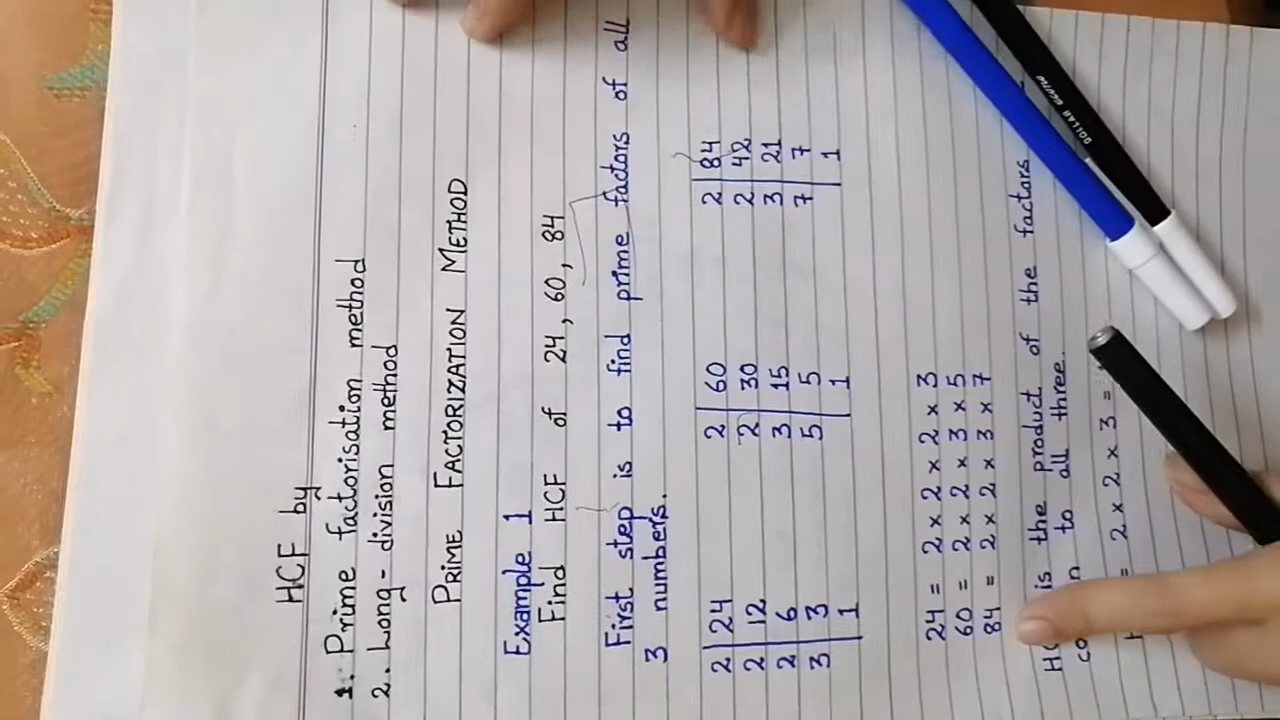 HCF by
1. Prime factorisation method
2. Long-division method
PRIME FACTORIZATION METHOD
Example 1
Find HCF of 24, 60, 84
First step is to find prime factors of all
3 numbers.
2 | 24 2 | 60 2 | 84
2 | 12 2 | 30 2 | 42
2 | 6 3 | 15 3 | 21
3 | 3 5 | 5 7 | 7
1 1 1
24 = 2 × 2 × 2 × 3
60 = 2 × 2 × 3 × 5
84 = 2 × 2 × 3 × 7
is the product of the factors
to all three.
= 2 × 2 × 3 =
DOLLAR